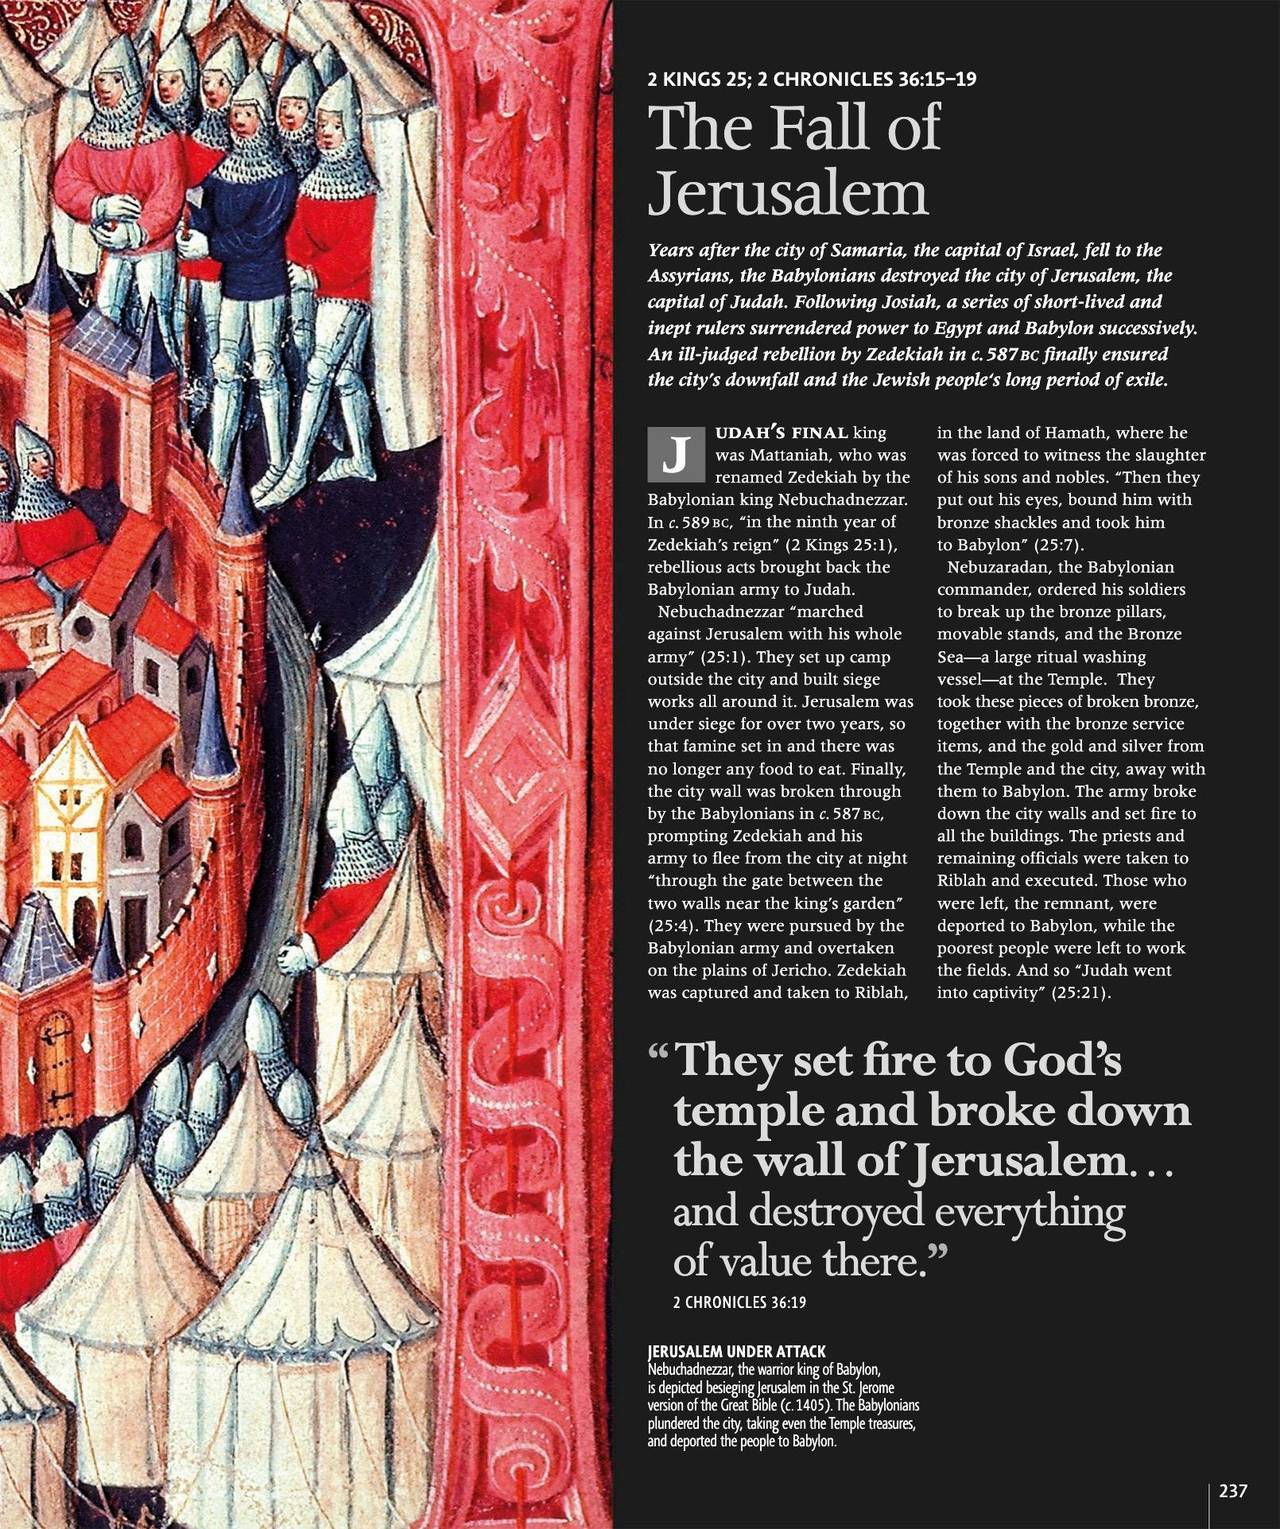 2 KINGS 25; 2 CHRONICLES 36:15–19
The Fall of
Jerusalem
Years after the city of Samaria, the capital of Israel, fell to the
Assyrians, the Babylonians destroyed the city of Jerusalem, the
capital of Judah. Following Josiah, a series of short-lived and
inept rulers surrendered power to Egypt and Babylon successively.
An ill-judged rebellion by Zedekiah in c. 587 BC finally ensured
the city's downfall and the Jewish people‘s long period of exile.
JUDAH'S FINAL king
was Mattaniah, who was
renamed Zedekiah by the
Babylonian king Nebuchadnezzar.
In c. 589 BC, “in the ninth year of
Zedekiah's reign” (2 Kings 25:1),
rebellious acts brought back the
Babylonian army to Judah.
Nebuchadnezzar “marched
against Jerusalem with his whole
army” (25:1). They set up camp
outside the city and built siege
works all around it. Jerusalem was
under siege for over two years, so
that famine set in and there was
no longer any food to eat. Finally,
the city wall was broken through
by the Babylonians in c. 587 BC,
prompting Zedekiah and his
army to flee from the city at night
“through the gate between the
two walls near the king's garden”
(25:4). They were pursued by the
Babylonian army and overtaken
on the plains of Jericho. Zedekiah
was captured and taken to Riblah,
in the land of Hamath, where he
was forced to witness the slaughter
of his sons and nobles. “Then they
put out his eyes, bound him with
bronze shackles and took him
to Babylon” (25:7).
Nebuzaradan, the Babylonian
commander, ordered his soldiers
to break up the bronze pillars,
movable stands, and the Bronze
Sea—a large ritual washing
vessel—at the Temple. They
took these pieces of broken bronze,
together with the bronze service
items, and the gold and silver from
the Temple and the city, away with
them to Babylon. The army broke
down the city walls and set fire to
all the buildings. The priests and
remaining officials were taken to
Riblah and executed. Those who
were left, the remnant, were
deported to Babylon, while the
poorest people were left to work
the fields. And so “Judah went
into captivity” (25:21).
“They set fire to God's
temple and broke down
the wall of Jerusalem...
and destroyed everything
of value there.”
2 CHRONICLES 36:19
JERUSALEM UNDER ATTACK
Nebuchadnezzar, the warrior king of Babylon,
is depicted besieging Jerusalem in the St. Jerome
version of the Great Bible (c. 1405). The Babylonians
plundered the city, taking even the Temple treasures,
and deported the people to Babylon.
237